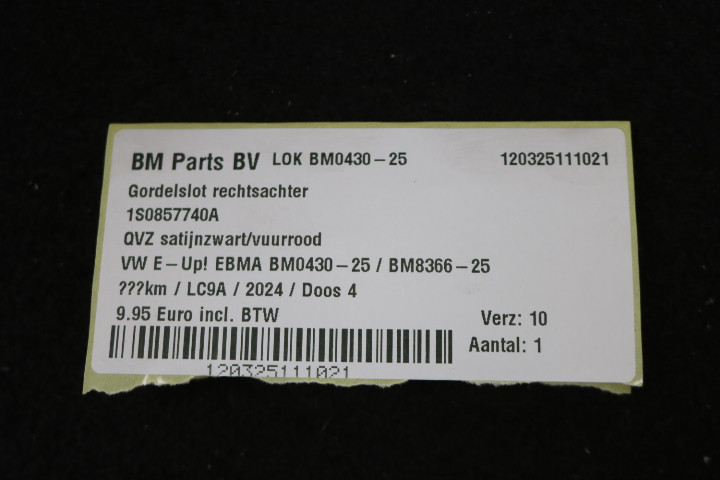 BM Parts BV LOK BM0430-25 120325111021
Gordelslot rechtsachter
1S0857740A
QVZ satijnzwart/vuurrood
VW E-Up! EBMA BM0430-25 / BM8366-25
???km / LC9A / 2024 / Doos 4
9.95 Euro incl. BTW Verz: 10
Aantal: 1
120325111021